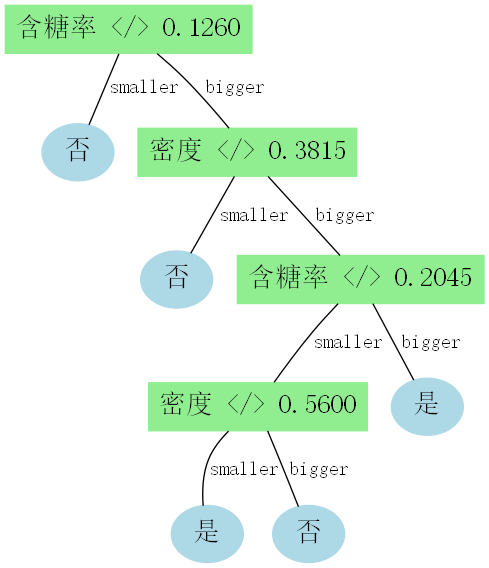 含糖率 </> 0.1260
smaller
bigger
否
密度 </> 0.3815
smaller
bigger
否
含糖率 </> 0.2045
smaller
bigger
密度 </> 0.5600
是
smaller
bigger
是
否